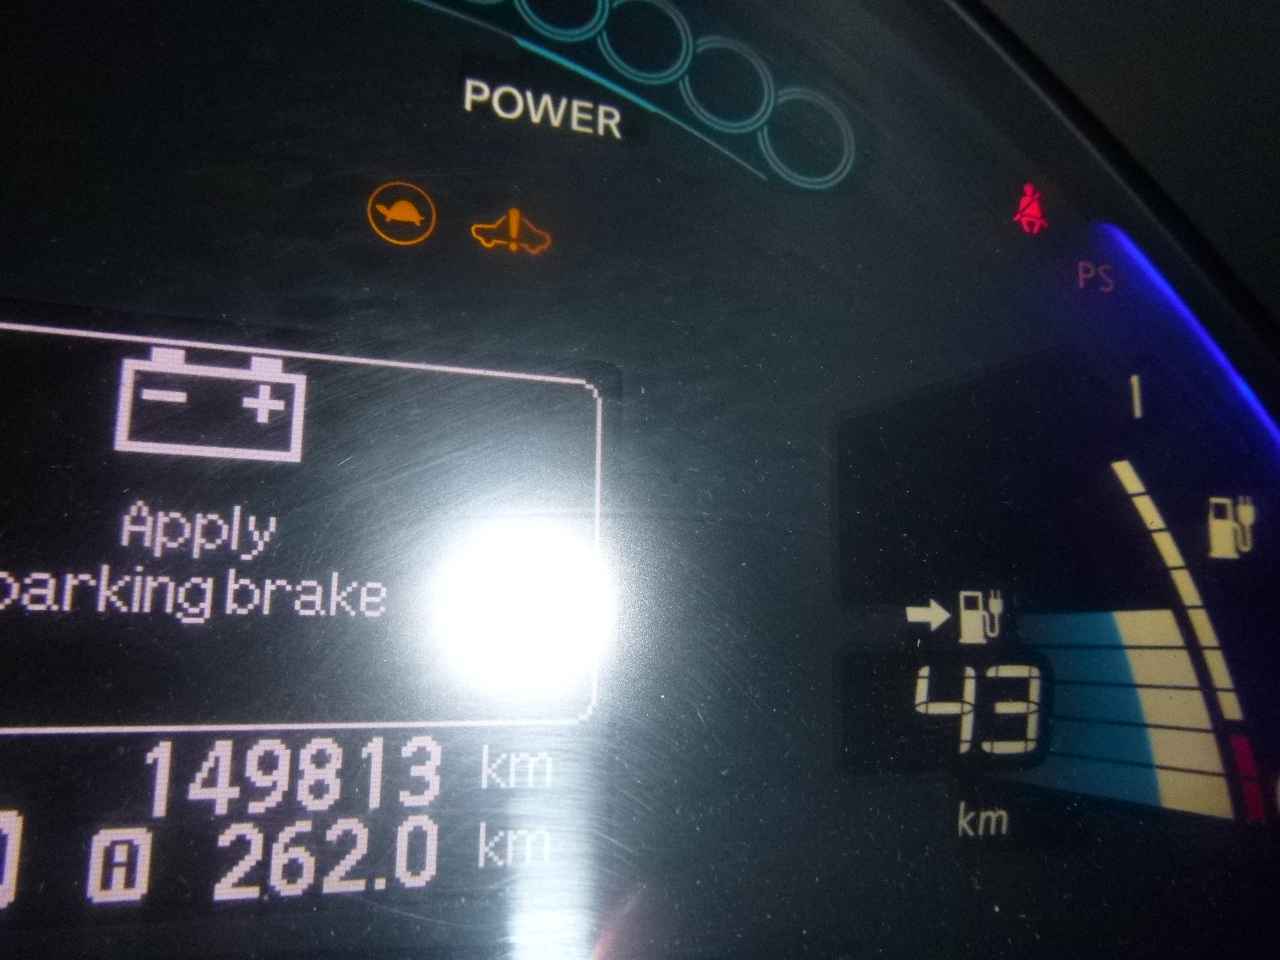 POWER
PS
Apply
parking brake
43
km
149813 km
A 262.0 km